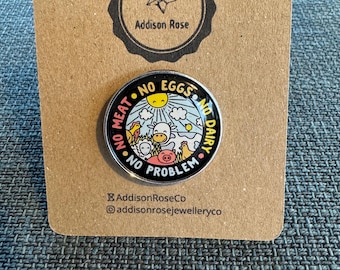 Addison Rose
NO MEAT • NO EGGS • NO DAIRY
• NO PROBLEM •
AddisonRoseCo
@addisonrosejewelleryco